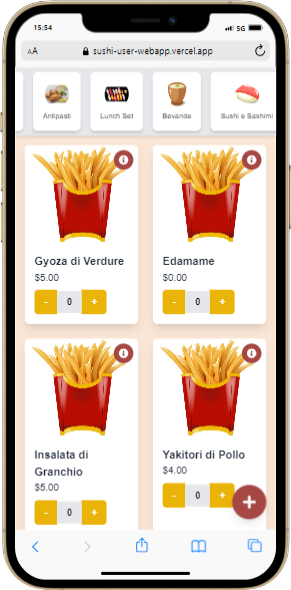 15:54
5G
AA sushi-user-webapp.vercel.app
Antipasti
Lunch Set
Bevande
Sushi e Sashimi
Gyoza di Verdure
$5.00
- 0 +
Edamame
$0.00
- 0 +
Insalata di
Granchio
$5.00
- 0 +
Yakitori di Pollo
$4.00
- 0 +
+